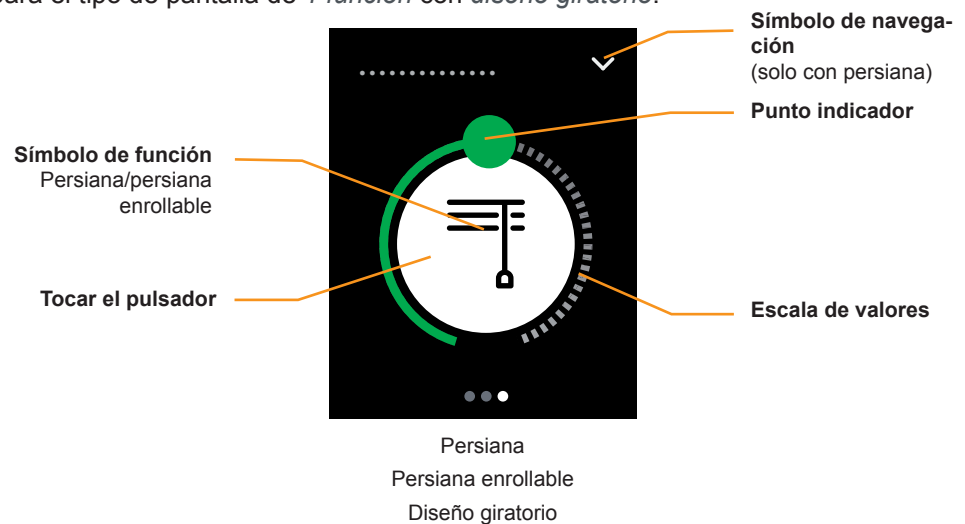 para el tipo de pantalla de 1 función con diseño giratorio:
Símbolo de navega-
ción
(solo con persiana)
Punto indicador
Símbolo de función
Persiana/persiana
enrollable
Tocar el pulsador
Escala de valores
Persiana
Persiana enrollable
Diseño giratorio